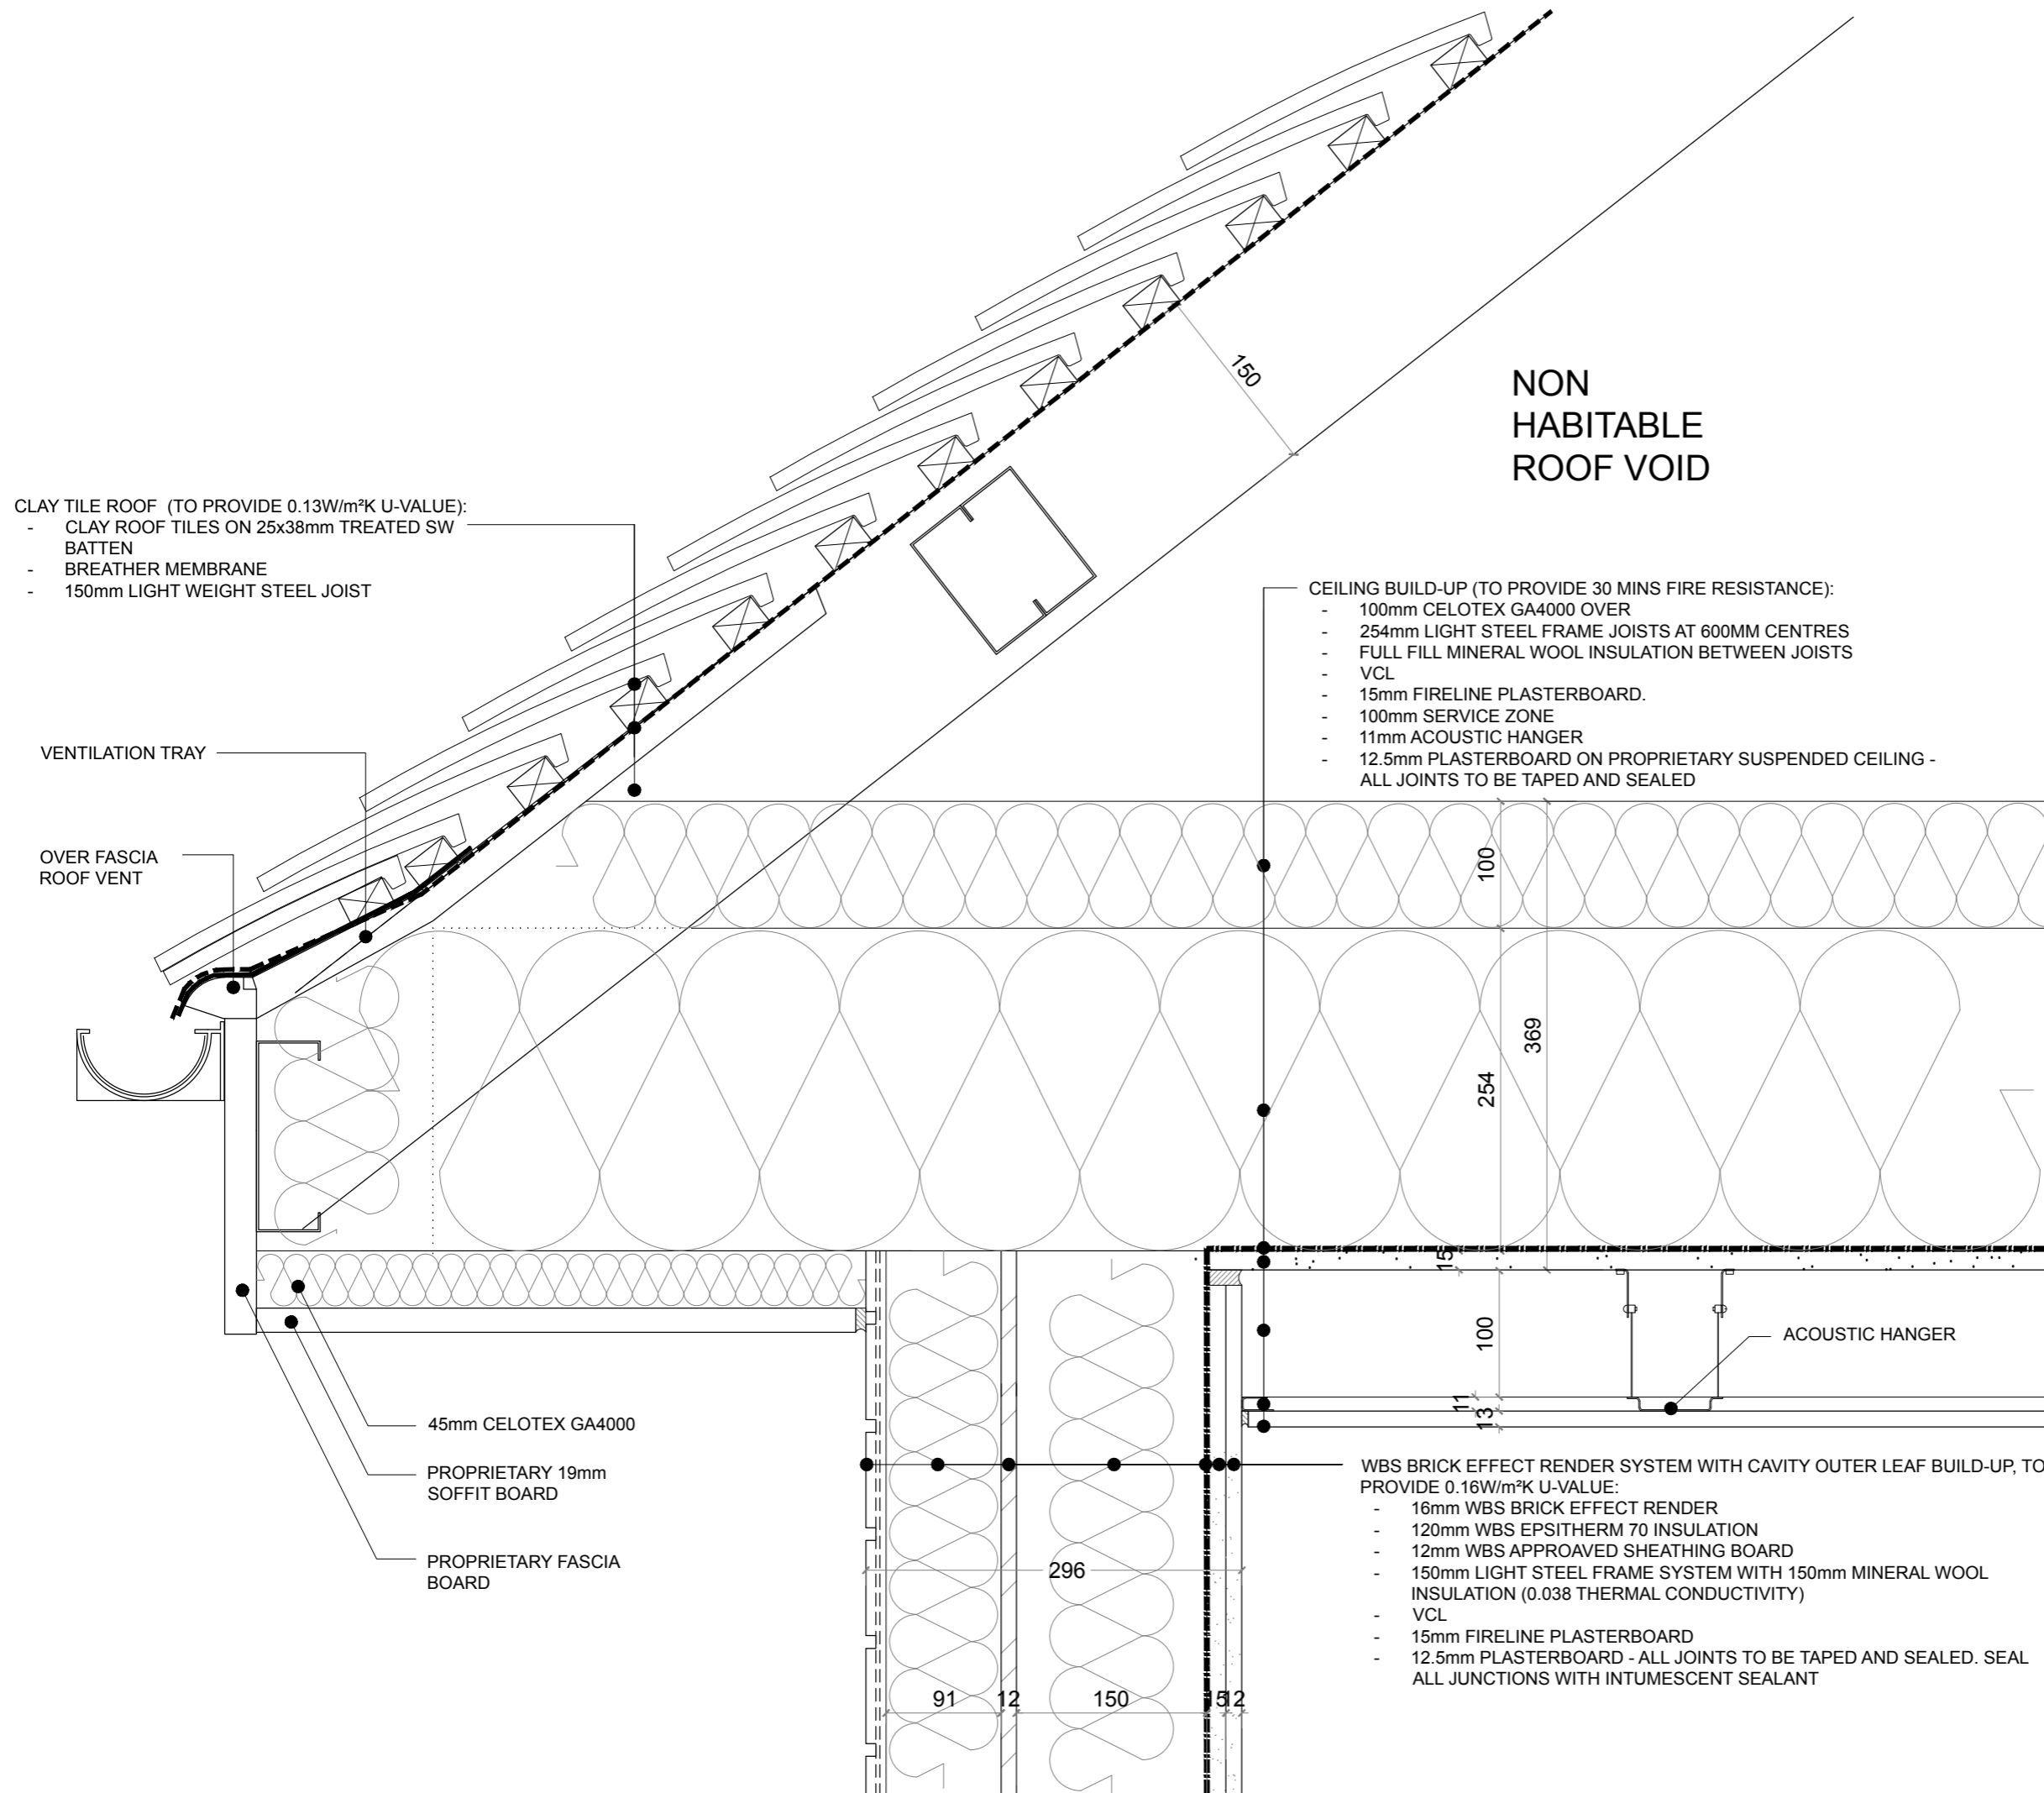 NON
HABITABLE
ROOF VOID
150
CLAY TILE ROOF (TO PROVIDE 0.13W/m²K U-VALUE):
- CLAY ROOF TILES ON 25x38mm TREATED SW
BATTEN
- BREATHER MEMBRANE
- 150mm LIGHT WEIGHT STEEL JOIST
VENTILATION TRAY
OVER FASCIA
ROOF VENT
CEILING BUILD-UP (TO PROVIDE 30 MINS FIRE RESISTANCE):
- 100mm CELOTEX GA4000 OVER
- 254mm LIGHT STEEL FRAME JOISTS AT 600MM CENTRES
- FULL FILL MINERAL WOOL INSULATION BETWEEN JOISTS
- VCL
- 15mm FIRELINE PLASTERBOARD.
- 100mm SERVICE ZONE
- 11mm ACOUSTIC HANGER
- 12.5mm PLASTERBOARD ON PROPRIETARY SUSPENDED CEILING -
ALL JOINTS TO BE TAPED AND SEALED
100
369
254
15
100
11
13
ACOUSTIC HANGER
45mm CELOTEX GA4000
PROPRIETARY 19mm
SOFFIT BOARD
PROPRIETARY FASCIA
BOARD
WBS BRICK EFFECT RENDER SYSTEM WITH CAVITY OUTER LEAF BUILD-UP, TO
PROVIDE 0.16W/m²K U-VALUE:
- 16mm WBS BRICK EFFECT RENDER
- 120mm WBS EPSITHERM 70 INSULATION
- 12mm WBS APPROAVED SHEATHING BOARD
- 150mm LIGHT STEEL FRAME SYSTEM WITH 150mm MINERAL WOOL
INSULATION (0.038 THERMAL CONDUCTIVITY)
- VCL
- 15mm FIRELINE PLASTERBOARD
- 12.5mm PLASTERBOARD - ALL JOINTS TO BE TAPED AND SEALED. SEAL
ALL JUNCTIONS WITH INTUMESCENT SEALANT
296
91 12 150 15 12